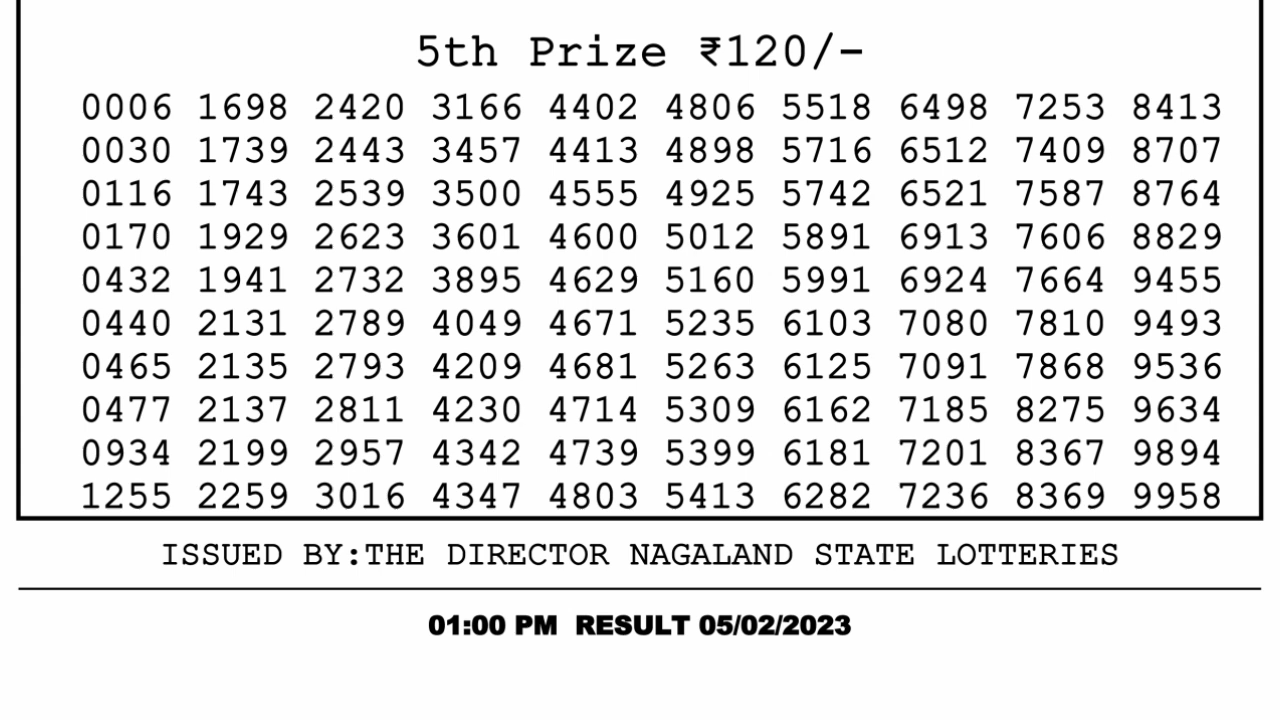 5th Prize ₹120/-
0006 1698 2420 3166 4402 4806 5518 6498 7253 8413
0030 1739 2443 3457 4413 4898 5716 6512 7409 8707
0116 1743 2539 3500 4555 4925 5742 6521 7587 8764
0170 1929 2623 3601 4600 5012 5891 6913 7606 8829
0432 1941 2732 3895 4629 5160 5991 6924 7664 9455
0440 2131 2789 4049 4671 5235 6103 7080 7810 9493
0465 2135 2793 4209 4681 5263 6125 7091 7868 9536
0477 2137 2811 4230 4714 5309 6162 7185 8275 9634
0934 2199 2957 4342 4739 5399 6181 7201 8367 9894
1255 2259 3016 4347 4803 5413 6282 7236 8369 9958
ISSUED BY:THE DIRECTOR NAGALAND STATE LOTTERIES
01:00 PM RESULT 05/02/2023